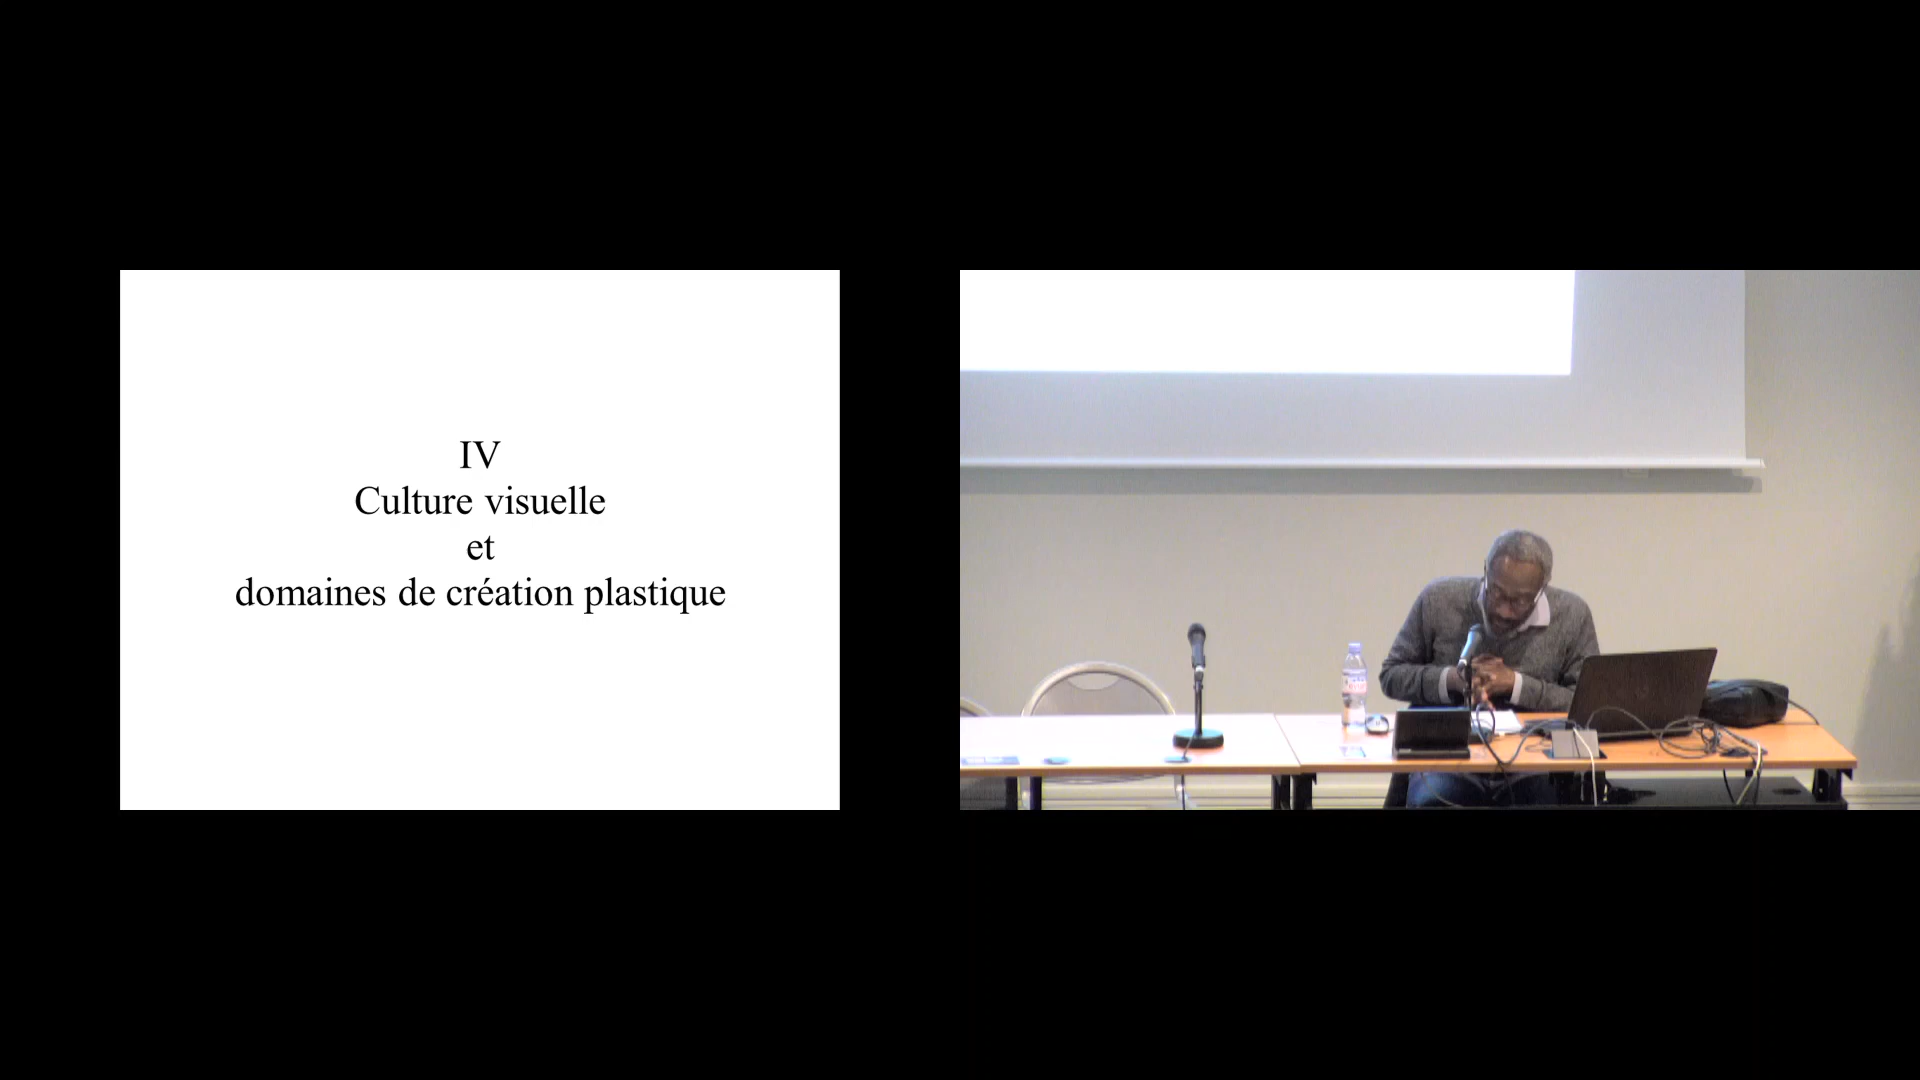 IV
Culture visuelle
et
domaines de création plastique